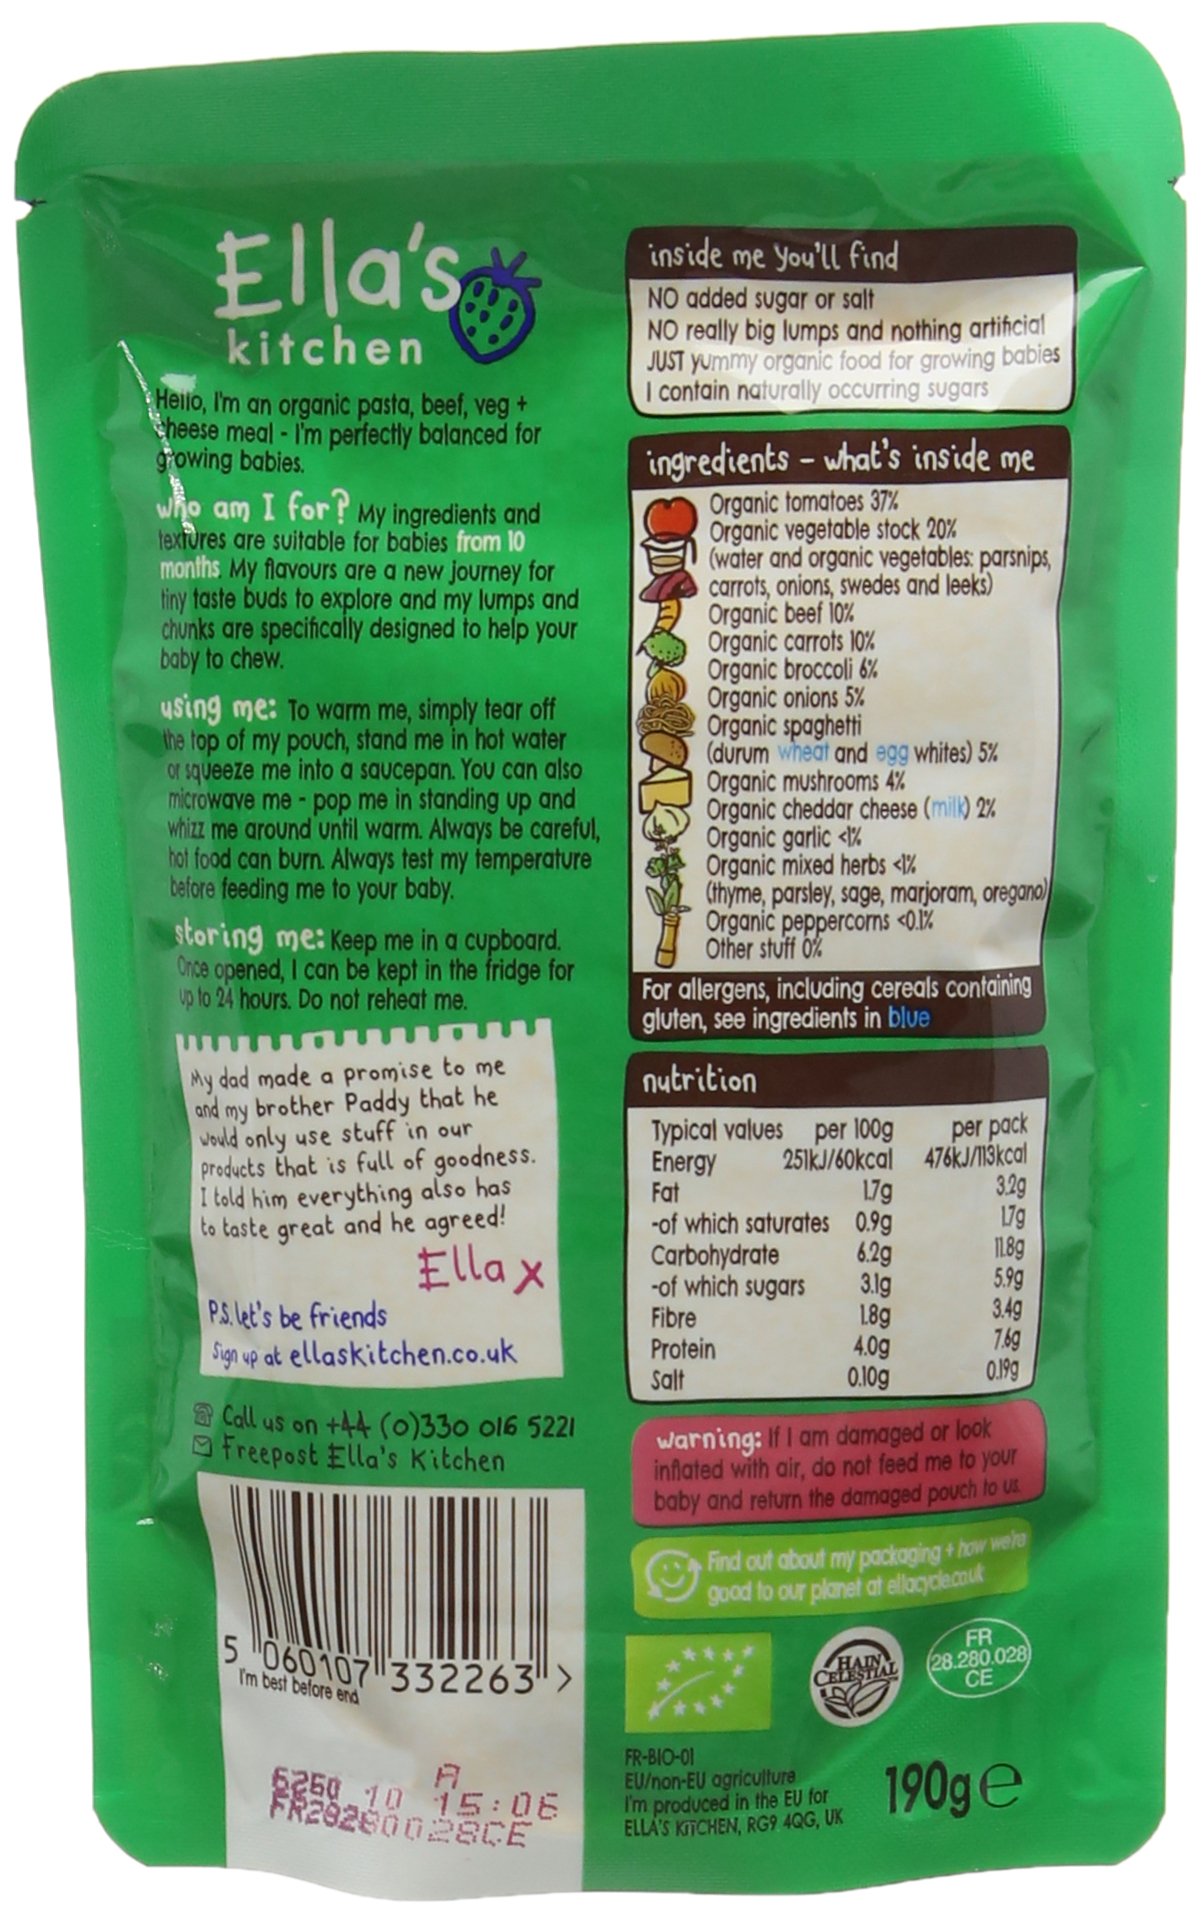 Ella's
kitchen
Hello, I'm an organic pasta, beef, veg +
cheese meal - I'm perfectly balanced for
growing babies.
who am I for? My ingredients and
textures are suitable for babies from 10
months. My flavours are a new journey for
tiny taste buds to explore and my lumps and
chunks are specifically designed to help your
baby to chew.
using me: To warm me, simply tear off
the top of my pouch, stand me in hot water
or squeeze me into a saucepan. You can also
microwave me - pop me in standing up and
whizz me around until warm. Always be careful,
hot food can burn. Always test my temperature
before feeding me to your baby.
storing me: Keep me in a cupboard.
Once opened, I can be kept in the fridge for
up to 24 hours. Do not reheat me.
My dad made a promise to me
and my brother Paddy that he
would only use stuff in our
products that is full of goodness.
I told him everything also has
to taste great and he agreed!
Ella x
P.S. let's be friends
Sign up at ellaskitchen.co.uk
Call us on +44 (0)330 016 5221
Freepost Ella's Kitchen
5 060107 332263 >
I'm best before end
A
10 15:06
FR28280028CE
inside me you'll find
NO added sugar or salt
NO really big lumps and nothing artificial
JUST yummy organic food for growing babies
I contain naturally occurring sugars
ingredients - what's inside me
Organic tomatoes 37%
Organic vegetable stock 20%
(water and organic vegetables: parsnips,
carrots, onions, swedes and leeks)
Organic beef 10%
Organic carrots 10%
Organic broccoli 6%
Organic onions 5%
Organic spaghetti
(durum wheat and egg whites) 5%
Organic mushrooms 4%
Organic cheddar cheese (milk) 2%
Organic garlic <1%
Organic mixed herbs <1%
(thyme, parsley, sage, marjoram, oregano)
Organic peppercorns <0.1%
Other stuff 0%
For allergens, including cereals containing
gluten, see ingredients in blue
nutrition
Typical values per 100g per pack
Energy 251kJ/60kcal 476kJ/113kcal
Fat 1.7g 3.2g
-of which saturates 0.9g 1.7g
Carbohydrate 6.2g 11.8g
-of which sugars 3.1g 5.9g
Fibre 1.8g 3.4g
Protein 4.0g 7.6g
Salt 0.10g 0.19g
warning: If I am damaged or look
inflated with air, do not feed me to your
baby and return the damaged pouch to us.
Find out about my packaging + how we're
good to our planet at ellacycle.co.uk
HAIN
CELESTIAL
FR
28.280.028
CE
FR-BIO-01
EU/non-EU agriculture
I'm produced in the EU for
ELLA'S KITCHEN, RG9 4QG, UK
190g e